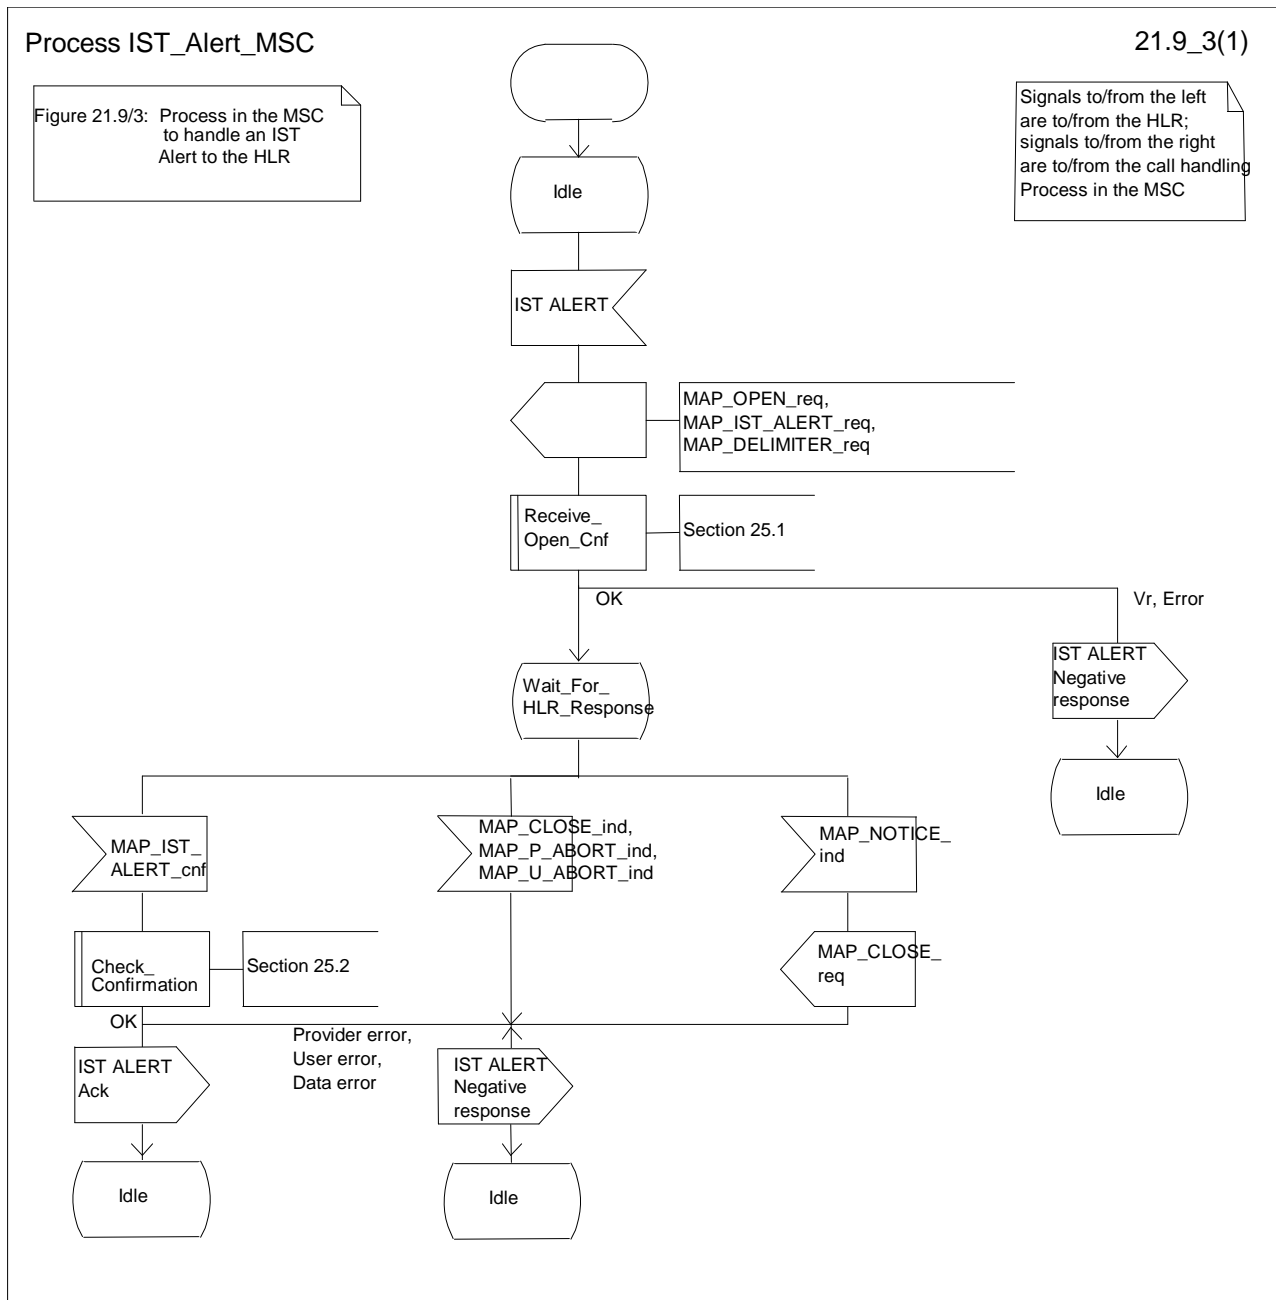 Process IST_Alert_MSC
21.9_3(1)
Figure 21.9/3: Process in the MSC
to handle an IST
Alert to the HLR
Signals to/from the left
are to/from the HLR;
signals to/from the right
are to/from the call handling
Process in the MSC
Idle
IST ALERT
MAP_OPEN_req,
MAP_IST_ALERT_req,
MAP_DELIMITER_req
Receive_
Open_Cnf
Section 25.1
OK
Vr, Error
IST ALERT
Negative
response
Idle
Wait_For_
HLR_Response
MAP_IST_
ALERT_cnf
MAP_CLOSE_ind,
MAP_P_ABORT_ind,
MAP_U_ABORT_ind
MAP_NOTICE_
ind
Check_
Confirmation
Section 25.2
MAP_CLOSE_
req
OK
Provider error,
User error,
Data error
IST ALERT
Ack
IST ALERT
Negative
response
Idle
Idle